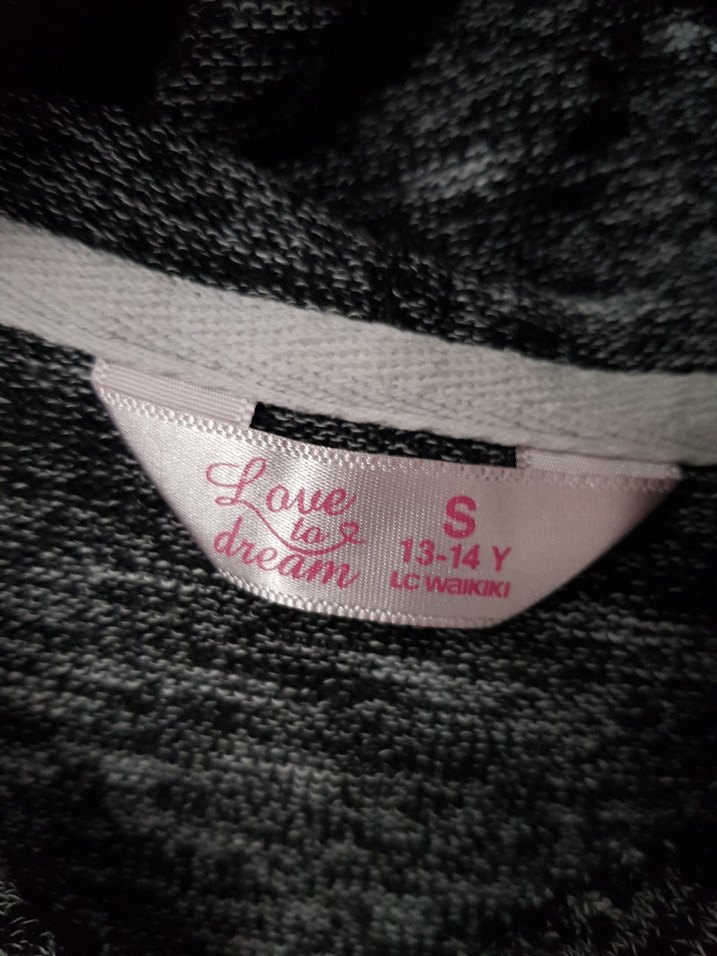 Love
to
dream
S
13-14 Y
LC WaIKIKI